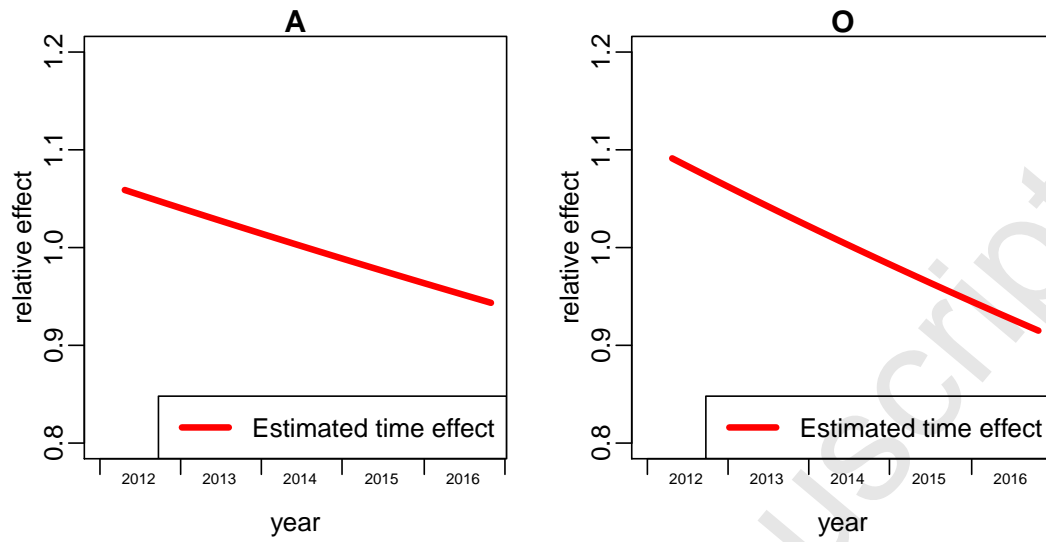 A
relative effect
1.2
1.1
1.0
0.9
0.8
Estimated time effect
2012 2013 2014 2015 2016
year
O
relative effect
1.2
1.1
1.0
0.9
0.8
Estimated time effect
2012 2013 2014 2015 2016
year
uscript